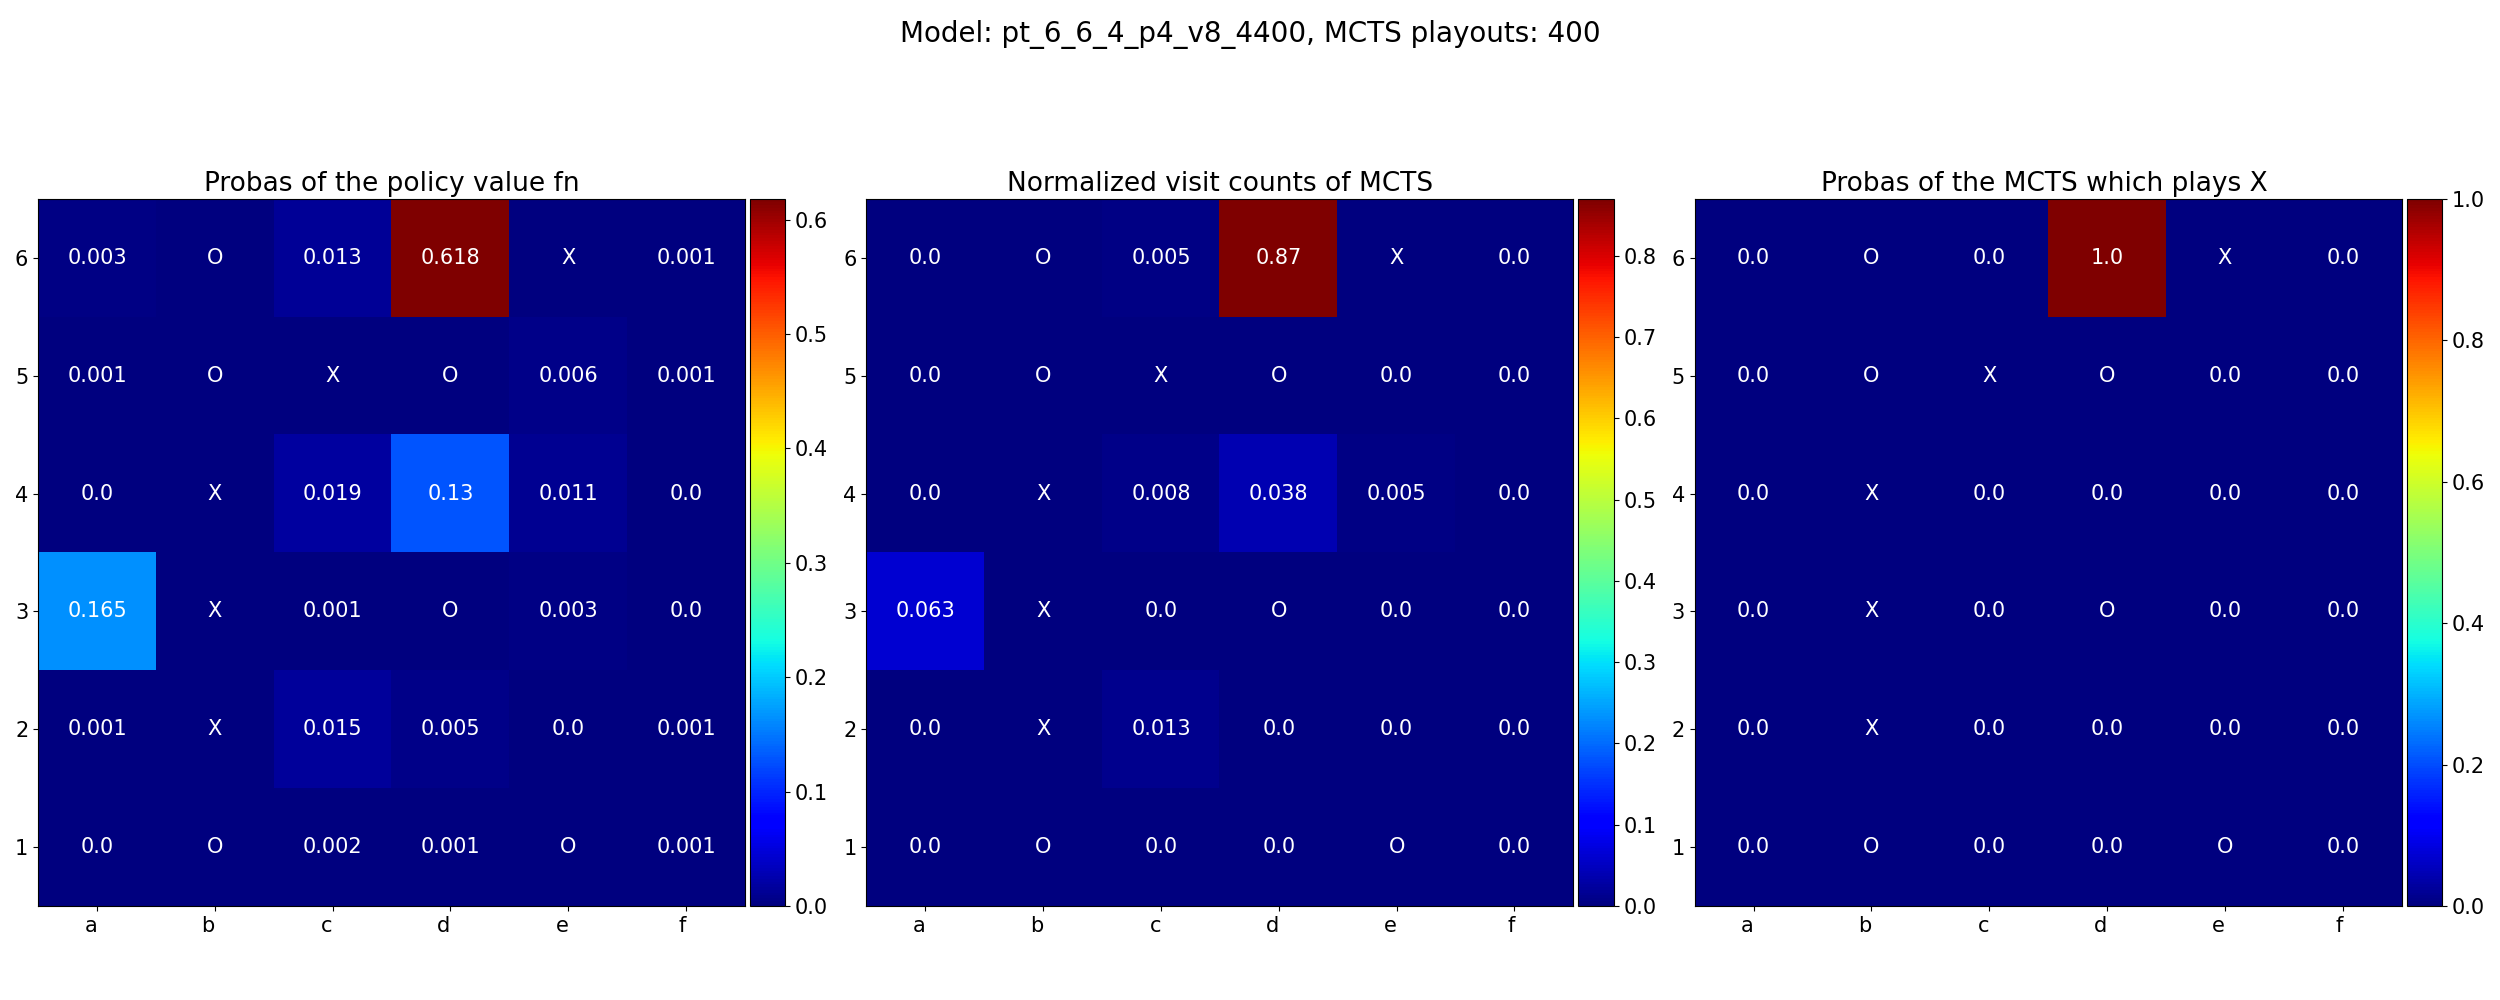 Model: pt_6_6_4_p4_v8_4400, MCTS playouts: 400
Probas of the policy value fn
6 0.003 O 0.013 0.618 X 0.001
5 0.001 O X O 0.006 0.001
4 0.0 X 0.019 0.13 0.011 0.0
3 0.165 X 0.001 O 0.003 0.0
2 0.001 X 0.015 0.005 0.0 0.001
1 0.0 O 0.002 0.001 O 0.001
a b c d e f
0.6
0.5
0.4
0.3
0.2
0.1
0.0
Normalized visit counts of MCTS
6 0.0 O 0.005 0.87 X 0.0
5 0.0 O X O 0.0 0.0
4 0.0 X 0.008 0.038 0.005 0.0
3 0.063 X 0.0 O 0.0 0.0
2 0.0 X 0.013 0.0 0.0 0.0
1 0.0 O 0.0 0.0 O 0.0
a b c d e f
0.8
0.7
0.6
0.5
0.4
0.3
0.2
0.1
0.0
Probas of the MCTS which plays X
6 0.0 O 0.0 1.0 X 0.0
5 0.0 O X O 0.0 0.0
4 0.0 X 0.0 0.0 0.0 0.0
3 0.0 X 0.0 O 0.0 0.0
2 0.0 X 0.0 0.0 0.0 0.0
1 0.0 O 0.0 0.0 O 0.0
a b c d e f
1.0
0.8
0.6
0.4
0.2
0.0